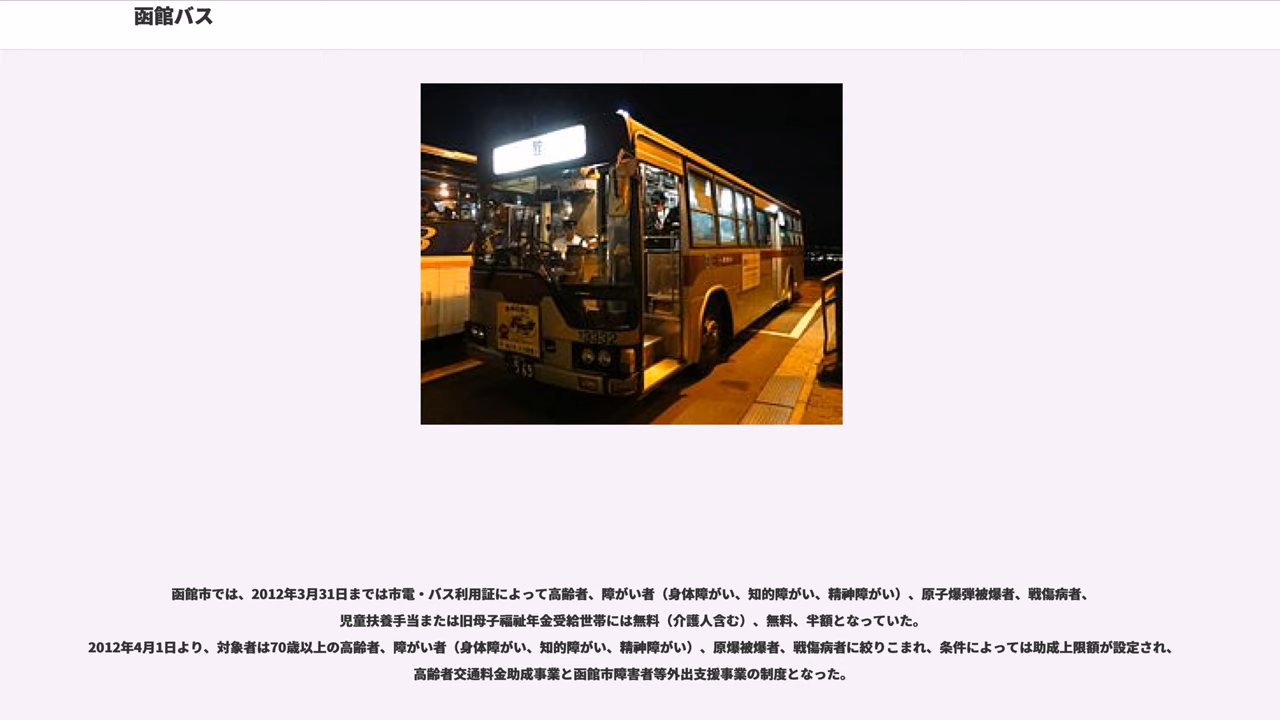 函館バス
函館市では、2012年3月31日までは市電・バス利用証によって高齢者、障がい者（身体障がい、知的障がい、精神障がい）、原子爆弾被爆者、戦傷病者、
児童扶養手当または旧母子福祉年金受給世帯には無料（介護人含む）、無料、半額となっていた。
2012年4月1日より、対象者は70歳以上の高齢者、障がい者（身体障がい、知的障がい、精神障がい）、原爆被爆者、戦傷病者に絞りこまれ、条件によっては助成上限額が設定され、
高齢者交通料金助成事業と函館市障害者等外出支援事業の制度となった。